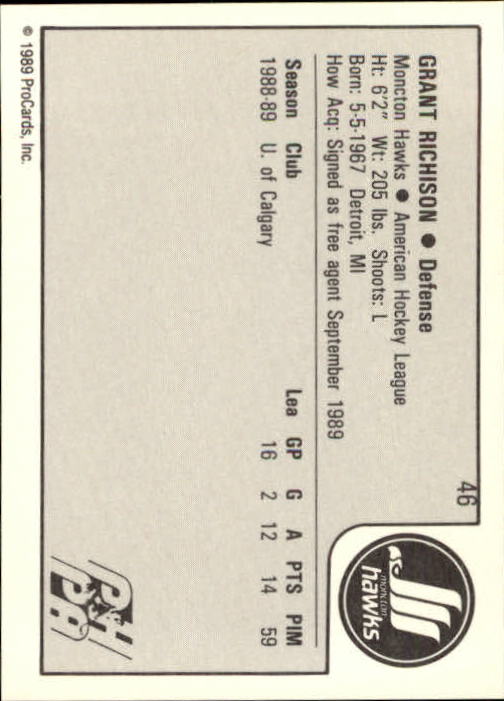 46
GRANT RICHISON ● Defense
Moncton Hawks ● American Hockey League
Ht: 6'2" Wt: 205 lbs. Shoots: L
Born: 5-5-1967 Detroit, MI
How Acq: Signed as free agent September 1989
moncton
hawks
Season Club Lea GP G A PTS PIM
1988-89 U. of Calgary 16 2 12 14 59
© 1989 ProCards, Inc.